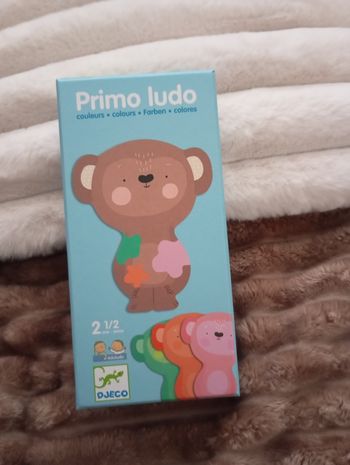 Primo ludo
couleurs • colours • Farben • colores
2 1/2
DJECO